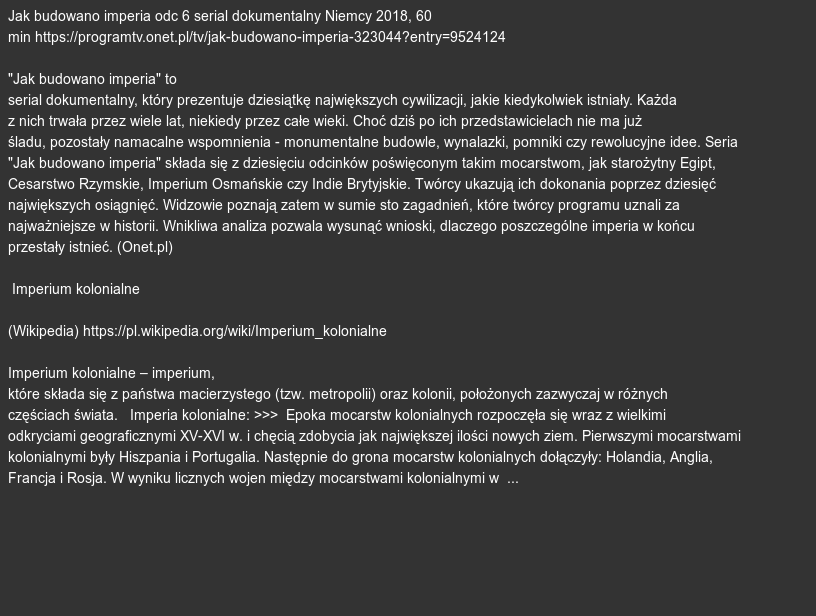 Jak budowano imperia odc 6 serial dokumentalny Niemcy 2018, 60
min https://programtv.onet.pl/tv/jak-budowano-imperia-323044?entry=9524124
"Jak budowano imperia" to
serial dokumentalny, który prezentuje dziesiątkę największych cywilizacji, jakie kiedykolwiek istniały. Każda
z nich trwała przez wiele lat, niekiedy przez całe wieki. Choć dziś po ich przedstawicielach nie ma już
śladu, pozostały namacalne wspomnienia - monumentalne budowle, wynalazki, pomniki czy rewolucyjne idee. Seria
"Jak budowano imperia" składa się z dziesięciu odcinków poświęconym takim mocarstwom, jak starożytny Egipt,
Cesarstwo Rzymskie, Imperium Osmańskie czy Indie Brytyjskie. Twórcy ukazują ich dokonania poprzez dziesięć
największych osiągnięć. Widzowie poznają zatem w sumie sto zagadnień, które twórcy programu uznali za
najważniejsze w historii. Wnikliwa analiza pozwala wysunąć wnioski, dlaczego poszczególne imperia w końcu
przestały istnieć. (Onet.pl)
Imperium kolonialne
(Wikipedia) https://pl.wikipedia.org/wiki/Imperium_kolonialne
Imperium kolonialne – imperium,
które składa się z państwa macierzystego (tzw. metropolii) oraz kolonii, położonych zazwyczaj w różnych
częściach świata.   Imperia kolonialne: >>>  Epoka mocarstw kolonialnych rozpoczęła się wraz z wielkimi
odkryciami geograficznymi XV-XVI w. i chęcią zdobycia jak największej ilości nowych ziem. Pierwszymi mocarstwami
kolonialnymi były Hiszpania i Portugalia. Następnie do grona mocarstw kolonialnych dołączyły: Holandia, Anglia,
Francja i Rosja. W wyniku licznych wojen między mocarstwami kolonialnymi w  ...